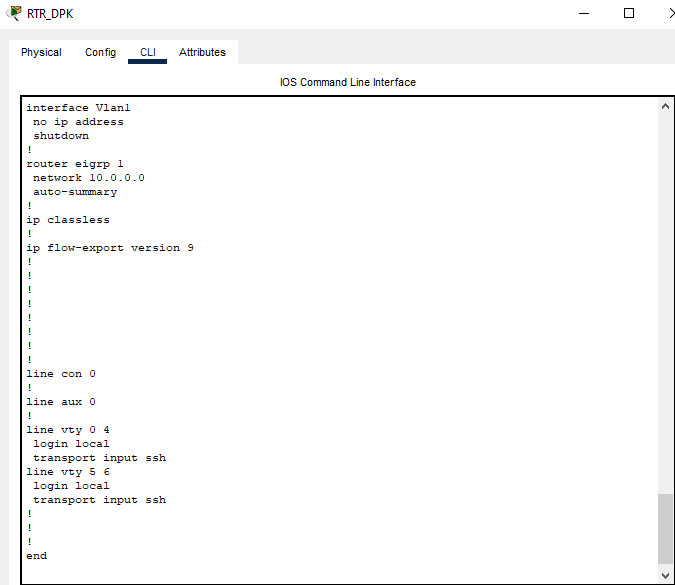 RTR_DPK
Physical Config CLI Attributes
IOS Command Line Interface
interface Vlan1
 no ip address
 shutdown
!
router eigrp 1
 network 10.0.0.0
 auto-summary
!
ip classless
!
ip flow-export version 9
!
!
!
!
!
!
!
!
line con 0
!
line aux 0
!
line vty 0 4
 login local
 transport input ssh
line vty 5 6
 login local
 transport input ssh
!
!
!
end